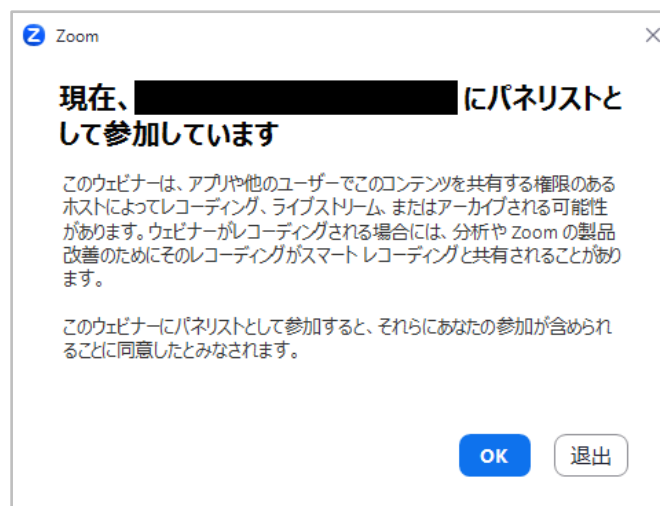 Zoom
現在、 にパネリストと
して参加しています
このウェビナーは、アプリや他のユーザーでこのコンテンツを共有する権限のある
ホストによってレコーディング、ライブストリーム、またはアーカイブされる可能性
があります。ウェビナーがレコーディングされる場合には、分析や Zoom の製品
改善のためにそのレコーディングがスマート レコーディングと共有されることがあり
ます。
このウェビナーにパネリストとして参加すると、それらにあなたの参加が含められ
ることに同意したとみなされます。
OK
退出